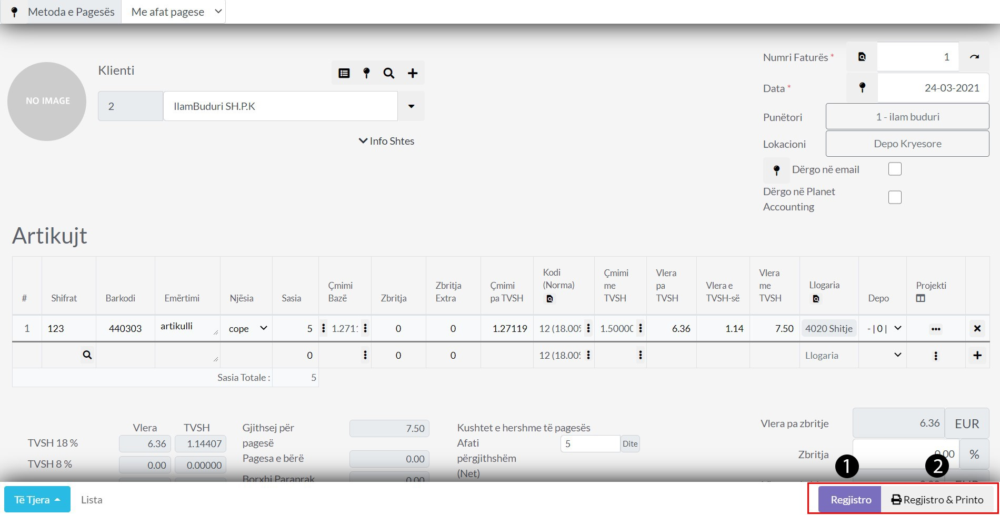 Metoda e Pagesës Me afat pagese
NO IMAGE
Klienti
2 IlamBuduri SH.P.K
Info Shtes
Numri Faturës * 1
Data * 24-03-2021
Punëtori 1 - ilam buduri
Lokacioni Depo Kryesore
Dërgo në email
Dërgo në Planet
Accounting
Artikujt
# Shifrat Barkodi Emërtimi Njësia Sasia Çmimi Bazë Zbritja Zbritja Extra Çmimi pa TVSH Kodi (Norma) Çmimi me TVSH Vlera pa TVSH Vlera e TVSH-së Vlera me TVSH Llogaria Depo Projekti
1 123 440303 artikulli cope 5 1.271 0 0 1.27119 12 (18.00 1.5000 6.36 1.14 7.50 4020 Shitje - | 0 |
0 0 0 12 (18.00 Llogaria
Sasia Totale : 5
Vlera TVSH
TVSH 18 % 6.36 1.14407
TVSH 8 % 0.00 0.00000
Gjithsej për
pagesë 7.50
Pagesa e bërë 0.00
Borxhi Paraprak 0.00
Kushtet e hershme të pagesës
Afati
përgjithshëm
(Net) 5 Dite
Vlera pa zbritje 6.36 EUR
Zbritja 0.00 %
1 2
Të Tjera Lista Regjistro Regjistro & Printo